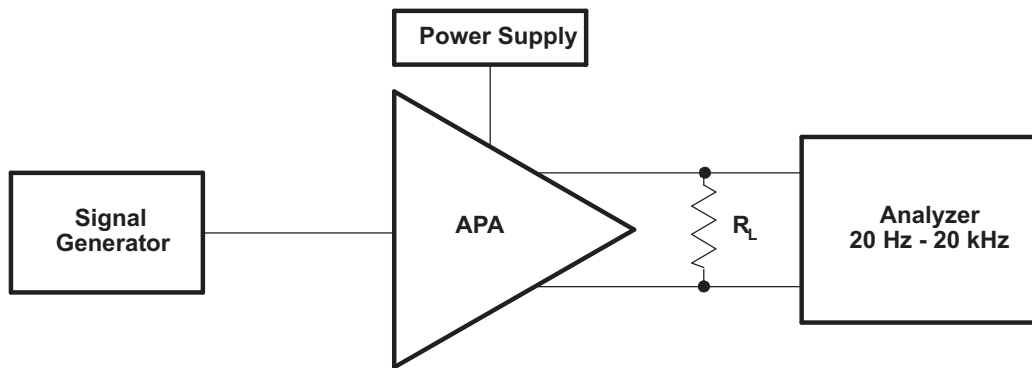 Power Supply
Signal
Generator
APA
RL
Analyzer
20 Hz - 20 kHz